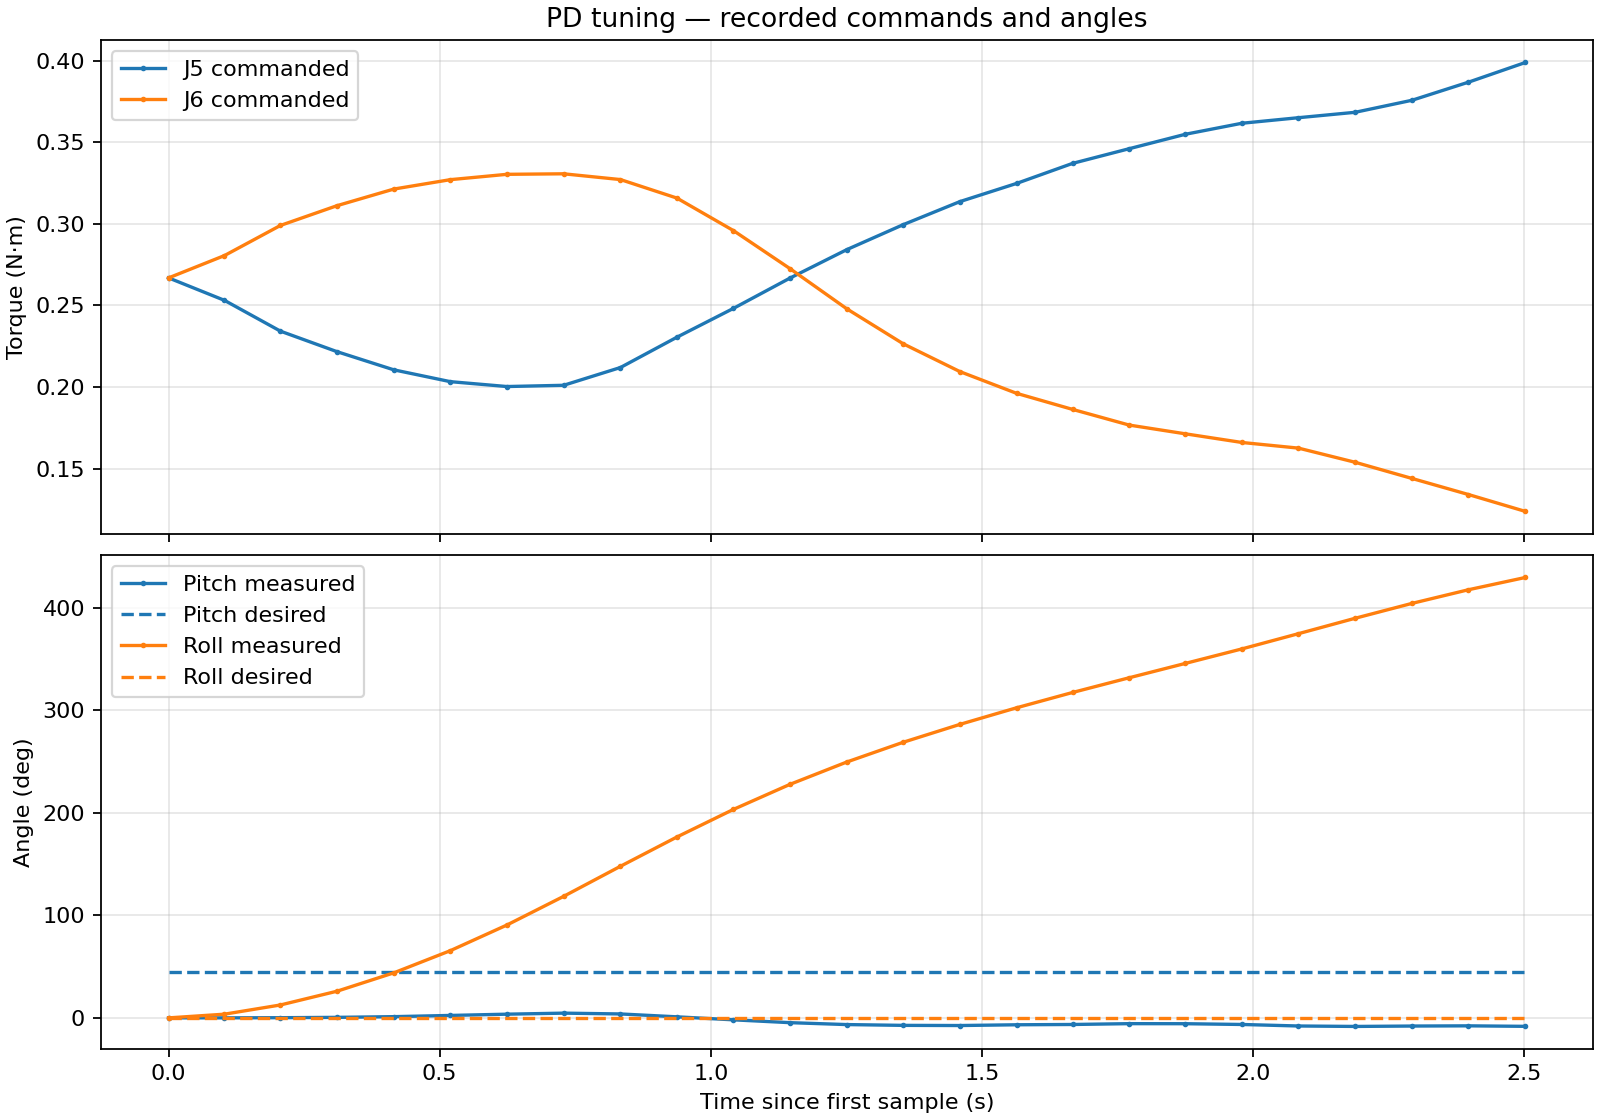 PD tuning — recorded commands and angles
J5 commanded
J6 commanded
Torque (N·m)
0.40
0.35
0.30
0.25
0.20
0.15
Pitch measured
Pitch desired
Roll measured
Roll desired
Angle (deg)
400
300
200
100
0
0.0 0.5 1.0 1.5 2.0 2.5
Time since first sample (s)